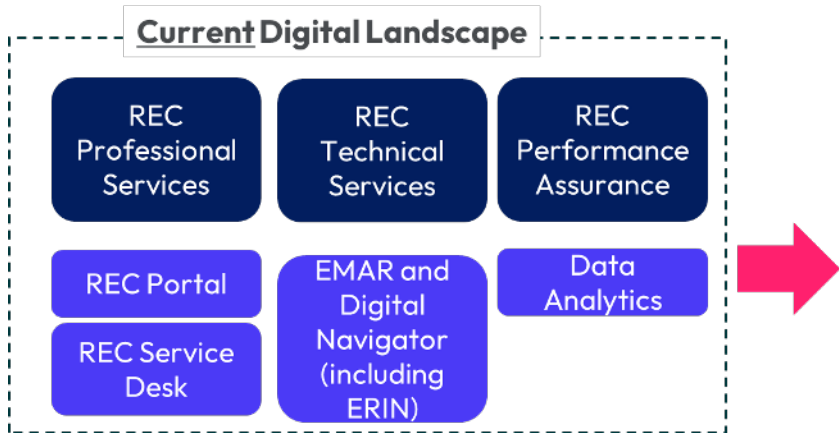 Current Digital Landscape
REC
Professional
Services
REC
Technical
Services
REC
Performance
Assurance
REC Portal
REC Service
Desk
EMAR and
Digital
Navigator
(including
ERIN)
Data
Analytics